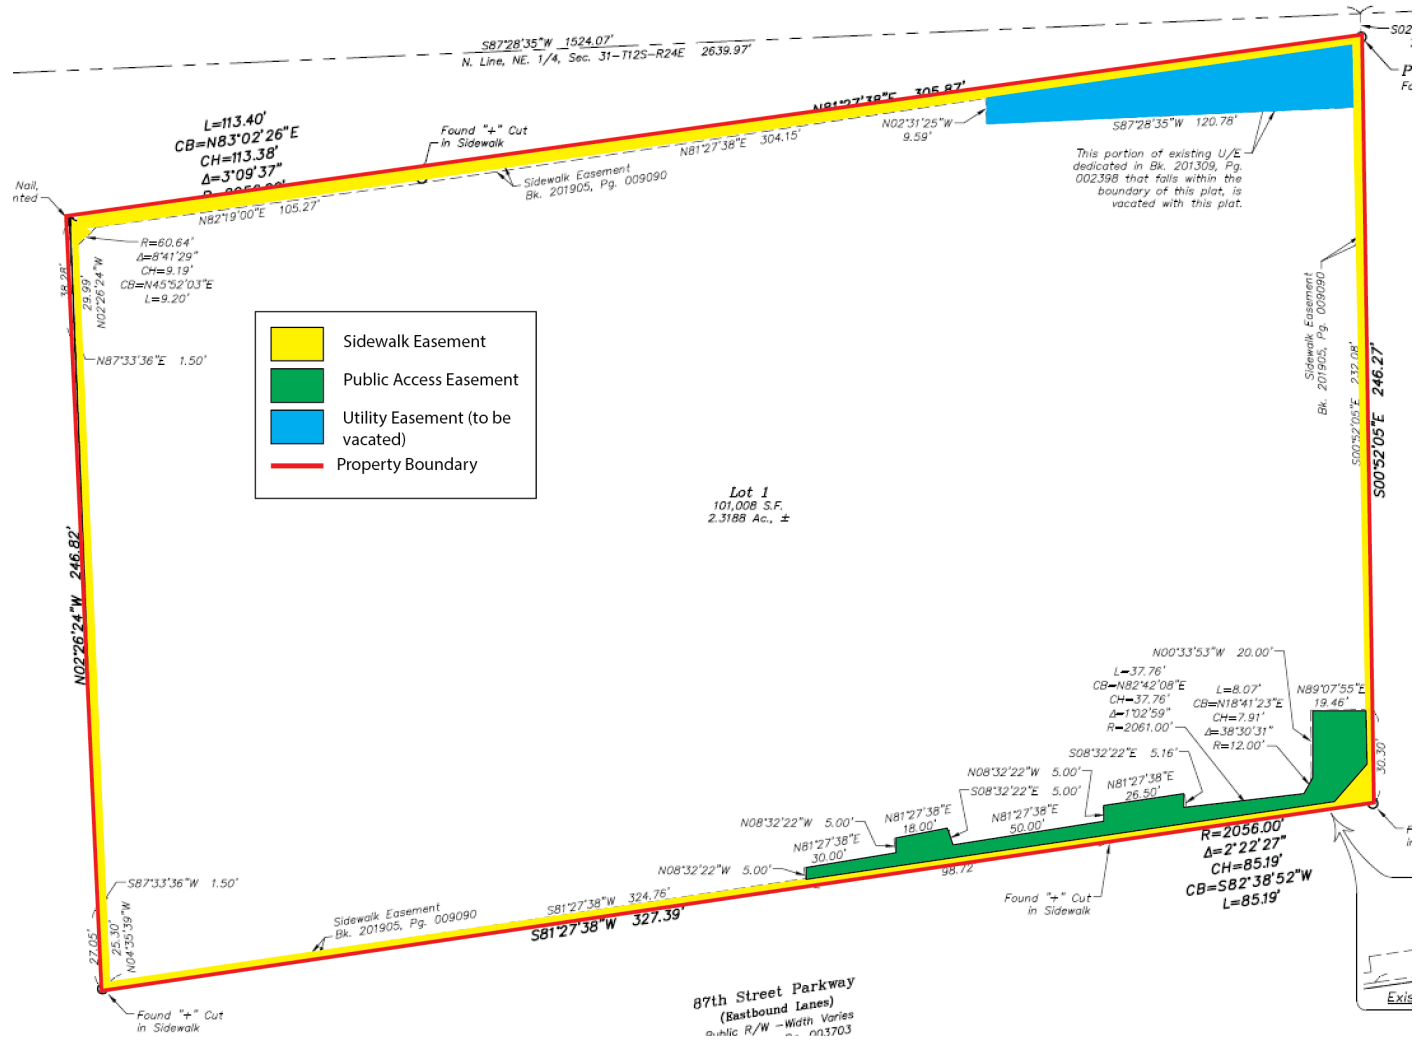 S87°28'35"W 1524.07'
N. Line, NE. 1/4, Sec. 31-T12S-R24E 2639.97'
S02
P
Fo
L=113.40'
CB=N83°02'26"E
CH=113.38'
Δ=3°09'37"
Found "+" Cut
in Sidewalk
N81°27'38"E 305.87'
N02°31'25"W
9.59'
S87°28'35"W 120.78'
N81°27'38"E 304.15'
Sidewalk Easement
Bk. 201905, Pg. 009090
This portion of existing U/E
dedicated in Bk. 201309, Pg.
002398 that falls within the
boundary of this plat, is
vacated with this plat.
Nail,
nted
N82°19'00"E 105.27'
R=60.64'
Δ=8°41'29"
CH=9.19'
CB=N45°52'03"E
L=9.20'
38.28'
29.99'
N02°26'24"W
N87°33'36"E 1.50'
Sidewalk Easement
Public Access Easement
Utility Easement (to be
vacated)
Property Boundary
Sidewalk Easement
Bk. 201905, Pg. 009090
S00°52'05"E 232.08'
S00°52'05"E 246.27'
Lot 1
101,008 S.F.
2.3188 Ac., ±
N02°26'24"W 246.82'
N00°33'53"W 20.00'
L=37.76'
CB=N82°42'08"E
CH=37.76'
Δ=1°02'59"
R=2061.00'
L=8.07'
CB=N18°41'23"E
CH=7.91'
Δ=38°30'31"
R=12.00'
N89°07'55"E
19.46'
30.30'
S08°32'22"E 5.16'
N08°32'22"W 5.00'
N81°27'38"E
26.50'
S08°32'22"E 5.00'
N81°27'38"E
50.00'
N81°27'38"E
18.00'
N08°32'22"W 5.00'
N81°27'38"E
30.00'
N08°32'22"W 5.00'
98.72
R=2056.00'
Δ=2°22'27"
CH=85.19'
CB=S82°38'52"W
L=85.19'
Found "+" Cut
in Sidewalk
F
in
S87°33'36"W 1.50'
27.05'
25.30'
N04°35'39"W
Sidewalk Easement
Bk. 201905, Pg. 009090
S81°27'38"W 324.76'
S81°27'38"W 327.39'
Found "+" Cut
in Sidewalk
87th Street Parkway
(Eastbound Lanes)
Public R/W -Width Varies
003703
Exis